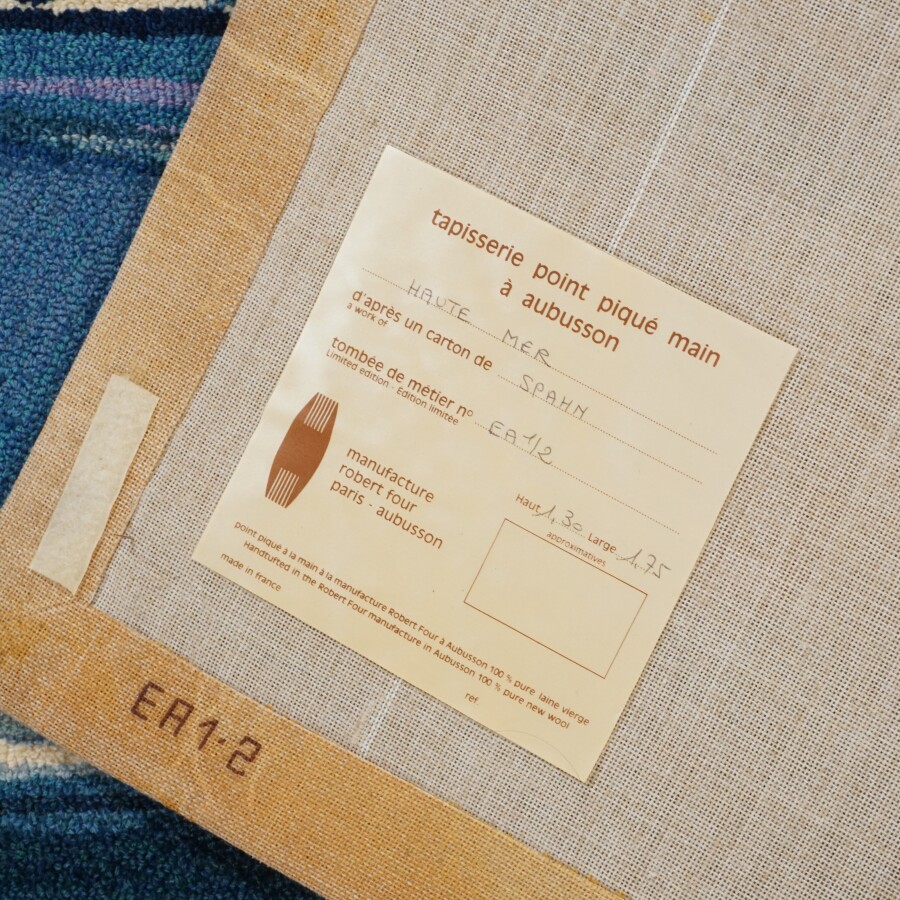 tapisserie point piqué main
à aubusson
HAUTE MER
d'après un carton de SPAHN
a work of
tombée de métier nº EA 1/2
Limited edition - Edition limitée
manufacture
robert four
paris - aubusson
Haut 1,30 Large 1,75
approximatives
point piqué à la main à la manufacture Robert Four à Aubusson 100 % pure laine vierge
Handtufted in the Robert Four manufacture in Aubusson 100 % pure new wool
made in france
ref
EA1-2